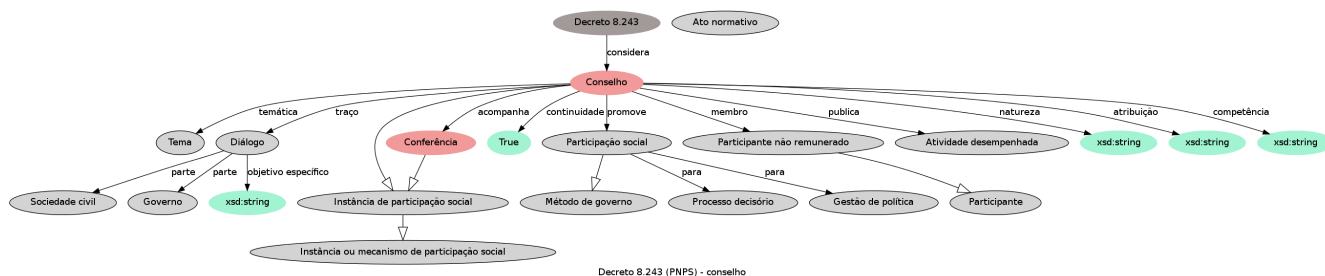 Decreto 8.243
Ato normativo
considera
Conselho
temática
traço
acompanha
continuidade
promove
membro
publica
natureza
atribuição
competência
Tema
Diálogo
Conferência
True
Participação social
Participante não remunerado
Atividade desempenhada
xsd:string
xsd:string
xsd:string
parte
parte
objetivo específico
para
para
Sociedade civil
Governo
xsd:string
Instância de participação social
Método de governo
Processo decisório
Gestão de política
Participante
Instância ou mecanismo de participação social
Decreto 8.243 (PNPS) - conselho